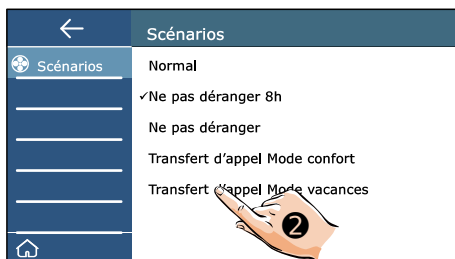 Scénarios
Scénarios
Normal
✓Ne pas déranger 8h
Ne pas déranger
Transfert d'appel Mode confort
Transfert d'appel Mode vacances
2